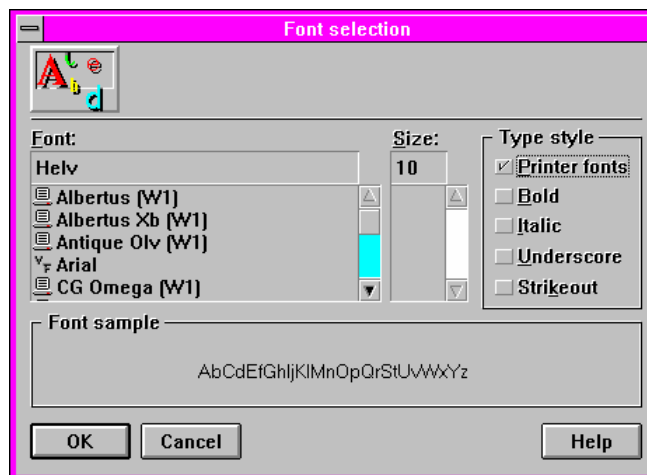 Font selection
A b e b d
Font:
Size:
Type style
Helv
10
Printer fonts
Albertus (W1)
Bold
Albertus Xb (W1)
Italic
Antique Olv (W1)
Arial
Underscore
CG Omega (W1)
Strikeout
Font sample
AbCdEfGhIjKlMnOpQrStUvWxYz
OK
Cancel
Help